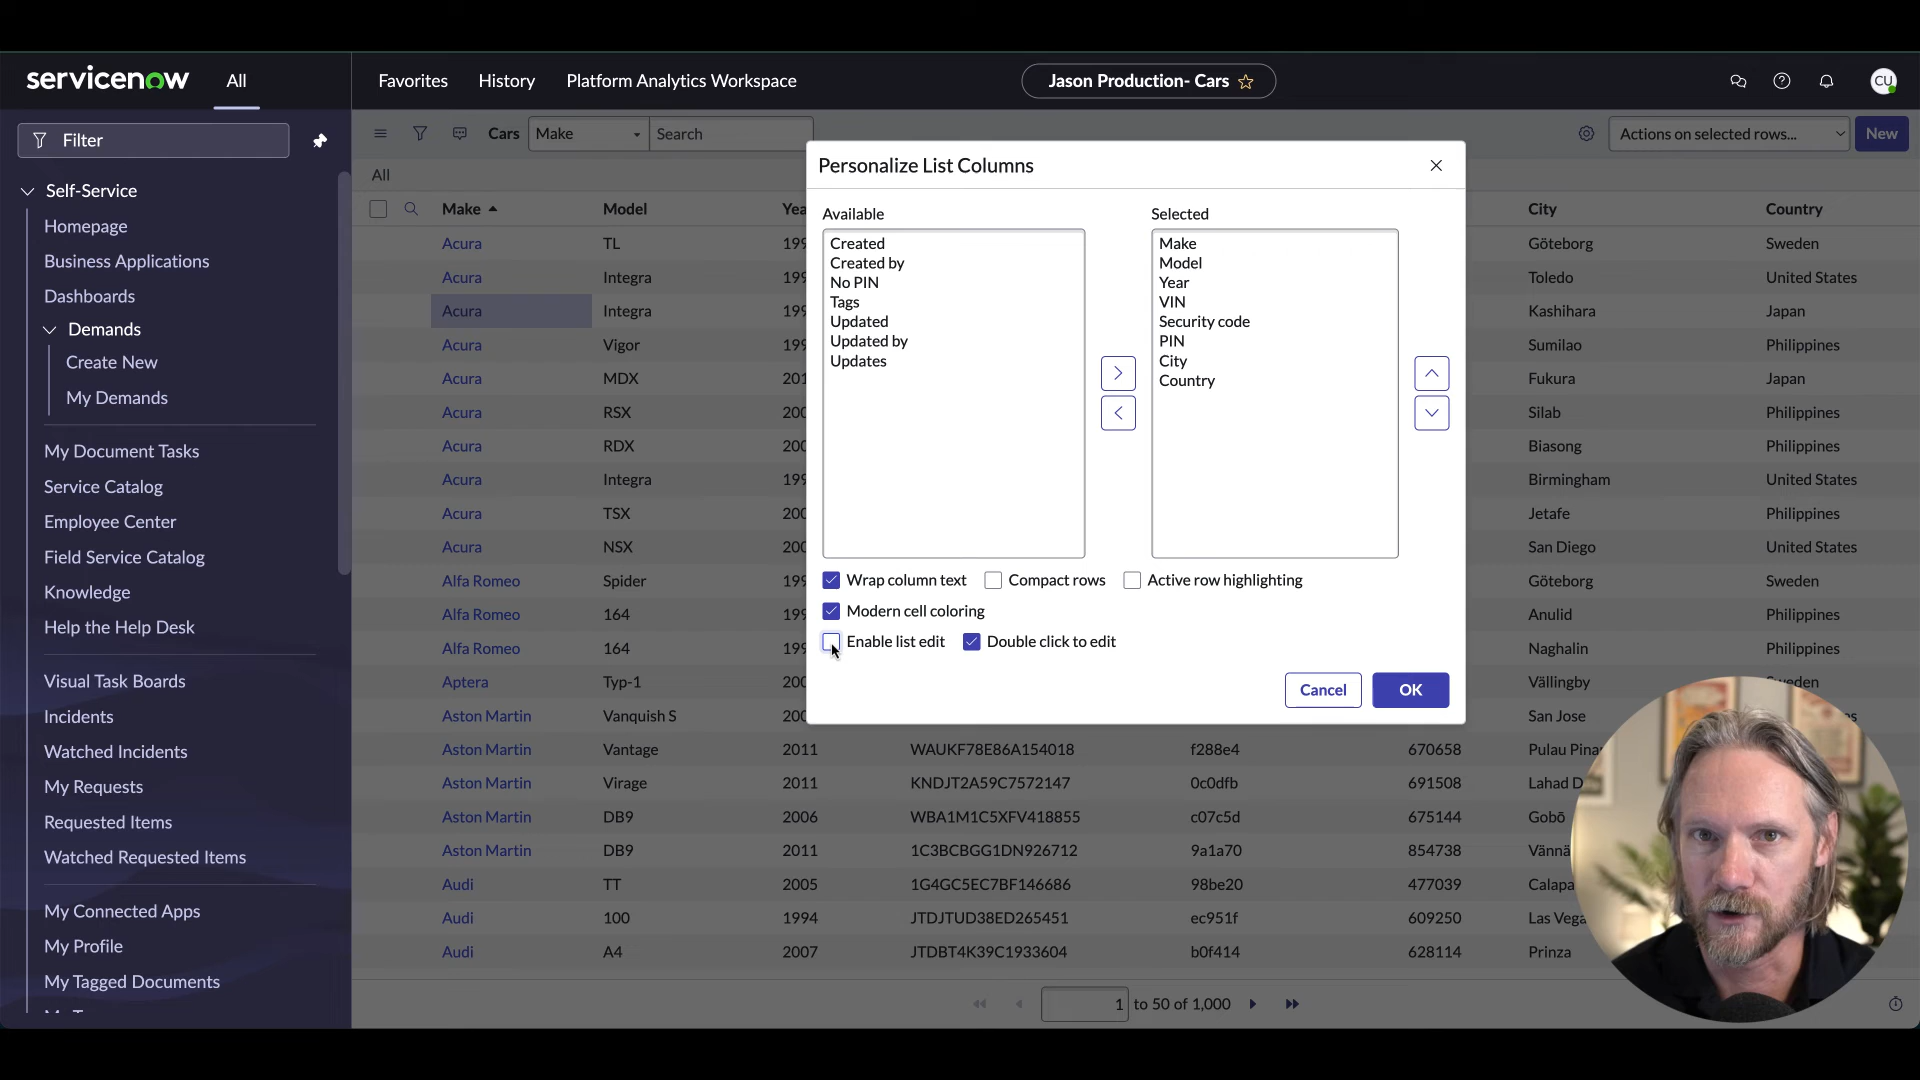 servicenow All Favorites History Platform Analytics Workspace Jason Production- Cars CU
Filter
Self-Service
Homepage
Business Applications
Dashboards
Demands
Create New
My Demands
My Document Tasks
Service Catalog
Employee Center
Field Service Catalog
Knowledge
Help the Help Desk
Visual Task Boards
Incidents
Watched Incidents
My Requests
Requested Items
Watched Requested Items
My Connected Apps
My Profile
My Tagged Documents
Cars Make Search Actions on selected rows... New
All
Make Model City Country
Acura TL Göteborg Sweden
Acura Integra Toledo United States
Acura Integra Kashihara Japan
Acura Vigor Sumilao Philippines
Acura MDX Fukura Japan
Acura RSX Silab Philippines
Acura RDX Biasong Philippines
Acura Integra Birmingham United States
Acura TSX Jetafe Philippines
Acura NSX San Diego United States
Alfa Romeo Spider Göteborg Sweden
Alfa Romeo 164 Anulid Philippines
Alfa Romeo 164 Naghalin Philippines
Aptera Typ-1 Vällingby Sweden
Aston Martin Vanquish S San Jose
Aston Martin Vantage 2011 WAUKF78E86A154018 f288e4 670658 Pulau
Aston Martin Virage 2011 KNDJT2A59C7572147 0c0dfb 691508 Lahad
Aston Martin DB9 2006 WBA1M1C5XFV418855 c07c5d 675144 Gobō
Aston Martin DB9 2011 1C3BCBGG1DN926712 9a1a70 854738
Audi TT 2005 1G4GC5EC7BF146686 98be20 477039
Audi 100 1994 JTDJTUD38ED265451 ec951f 609250 Las
Audi A4 2007 JTDBT4K39C1933604 b0f414 628114 Prinza
1 to 50 of 1,000
Personalize List Columns
Available
Created
Created by
No PIN
Tags
Updated
Updated by
Updates
Selected
Make
Model
Year
VIN
Security code
PIN
City
Country
Wrap column text Compact rows Active row highlighting
Modern cell coloring
Enable list edit Double click to edit
Cancel OK